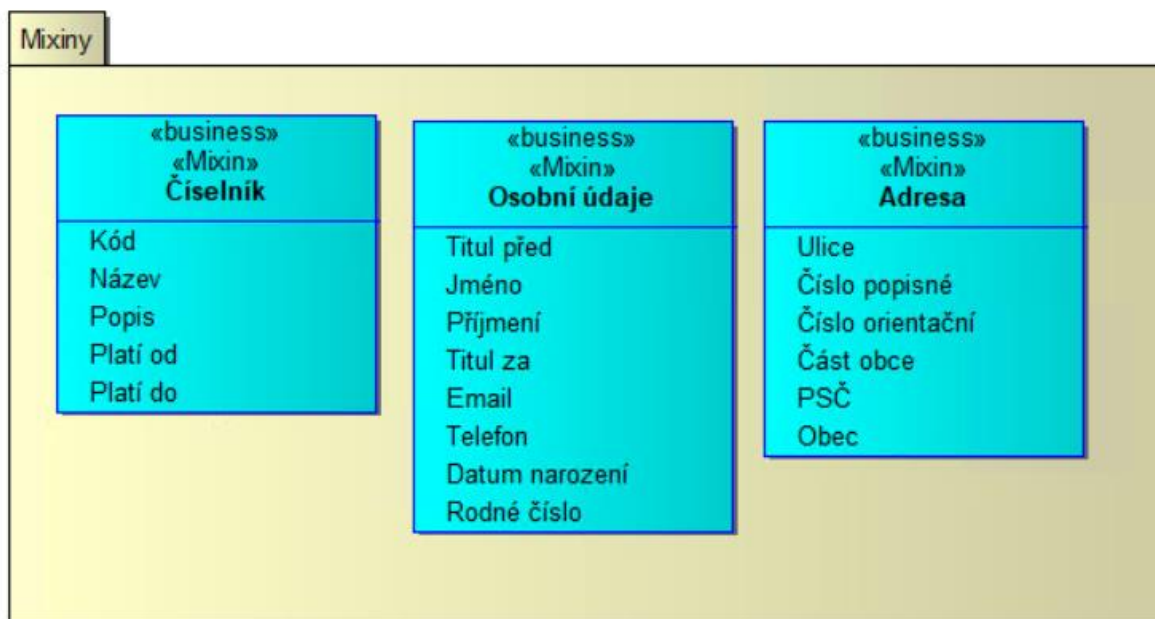 Mixiny
«business»
«Mixin»
Číselník
Kód
Název
Popis
Platí od
Platí do
«business»
«Mixin»
Osobní údaje
Titul před
Jméno
Příjmení
Titul za
Email
Telefon
Datum narození
Rodné číslo
«business»
«Mixin»
Adresa
Ulice
Číslo popisné
Číslo orientační
Část obce
PSČ
Obec